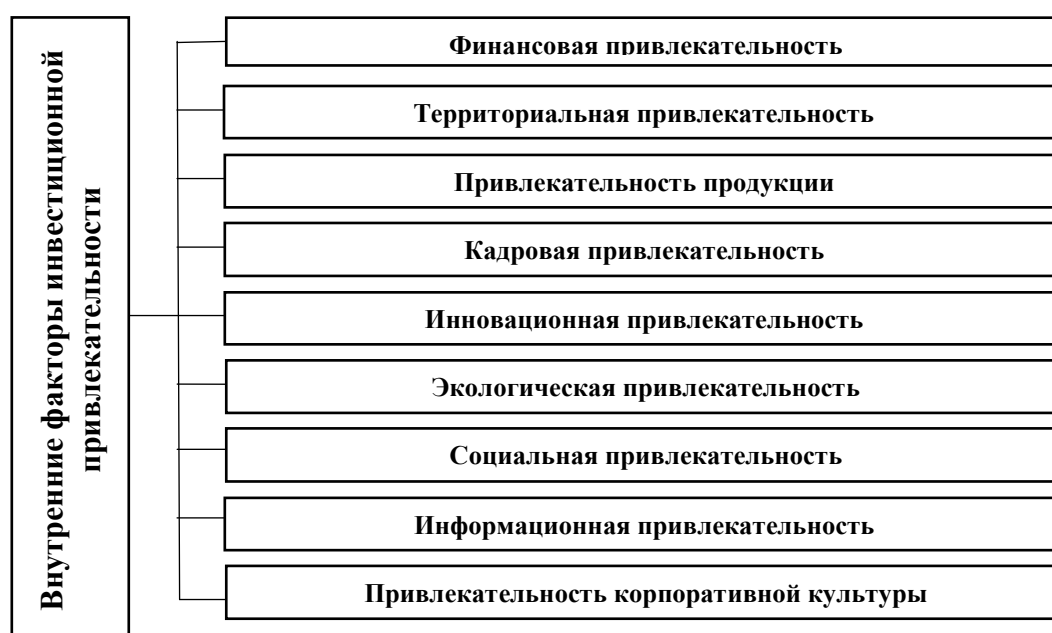 Внутренние факторы инвестиционной
привлекательности
Финансовая привлекательность
Территориальная привлекательность
Привлекательность продукции
Кадровая привлекательность
Инновационная привлекательность
Экологическая привлекательность
Социальная привлекательность
Информационная привлекательность
Привлекательность корпоративной культуры